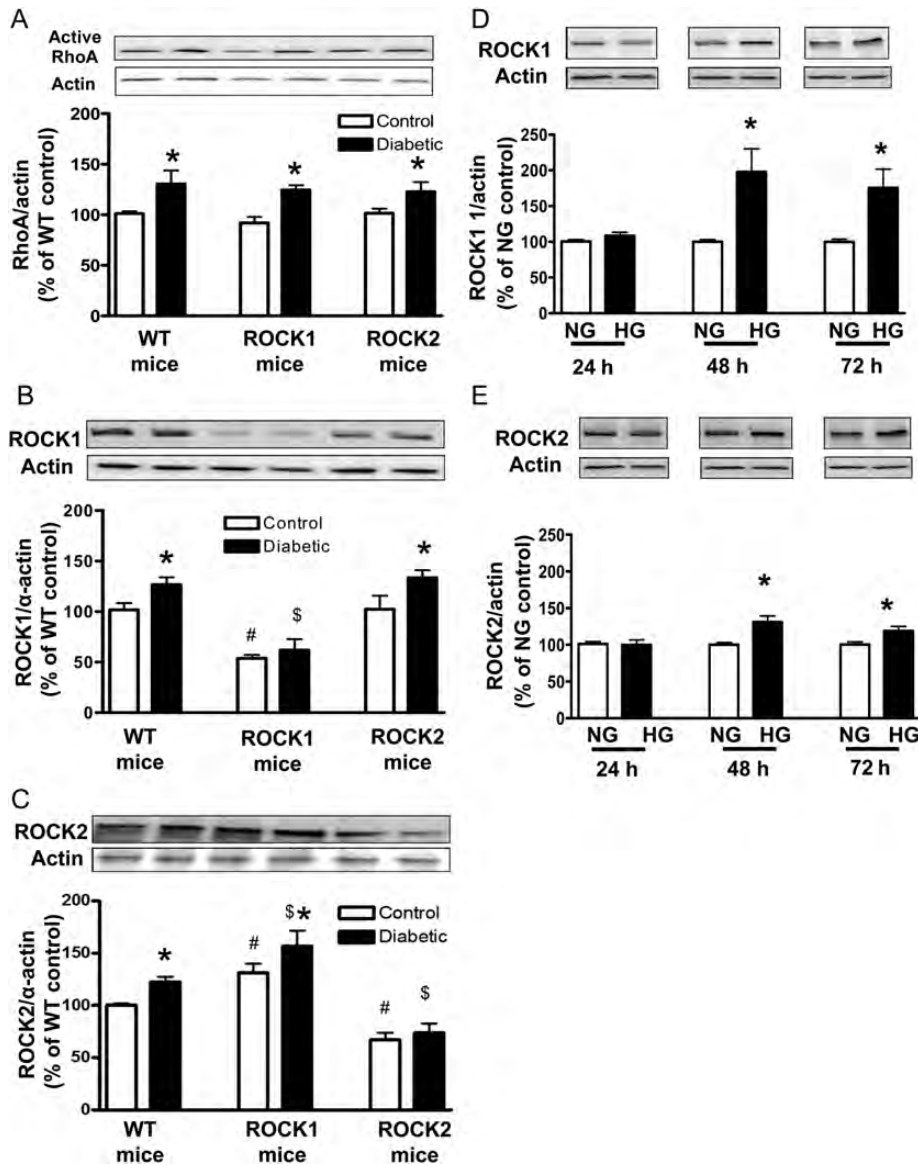 A
Active
RhoA
Actin
RhoA/actin
(% of WT control)
200
150
100
50
0
Control
Diabetic
*
*
*
WT
mice
ROCK1
mice
ROCK2
mice
B
ROCK1
Actin
ROCK1/α-actin
(% of WT control)
200
150
100
50
0
Control
Diabetic
*
#
$
*
WT
mice
ROCK1
mice
ROCK2
mice
C
ROCK2
Actin
ROCK2/α-actin
(% of WT control)
200
150
100
50
0
Control
Diabetic
*
#
$*
#
$
WT
mice
ROCK1
mice
ROCK2
mice
D
ROCK1
Actin
ROCK1 1/actin
(% of NG control)
250
200
150
100
50
0
*
*
NG HG NG HG NG HG
24 h 48 h 72 h
E
ROCK2
Actin
ROCK2/actin
(% of NG control)
250
200
150
100
50
0
*
*
NG HG NG HG NG HG
24 h 48 h 72 h